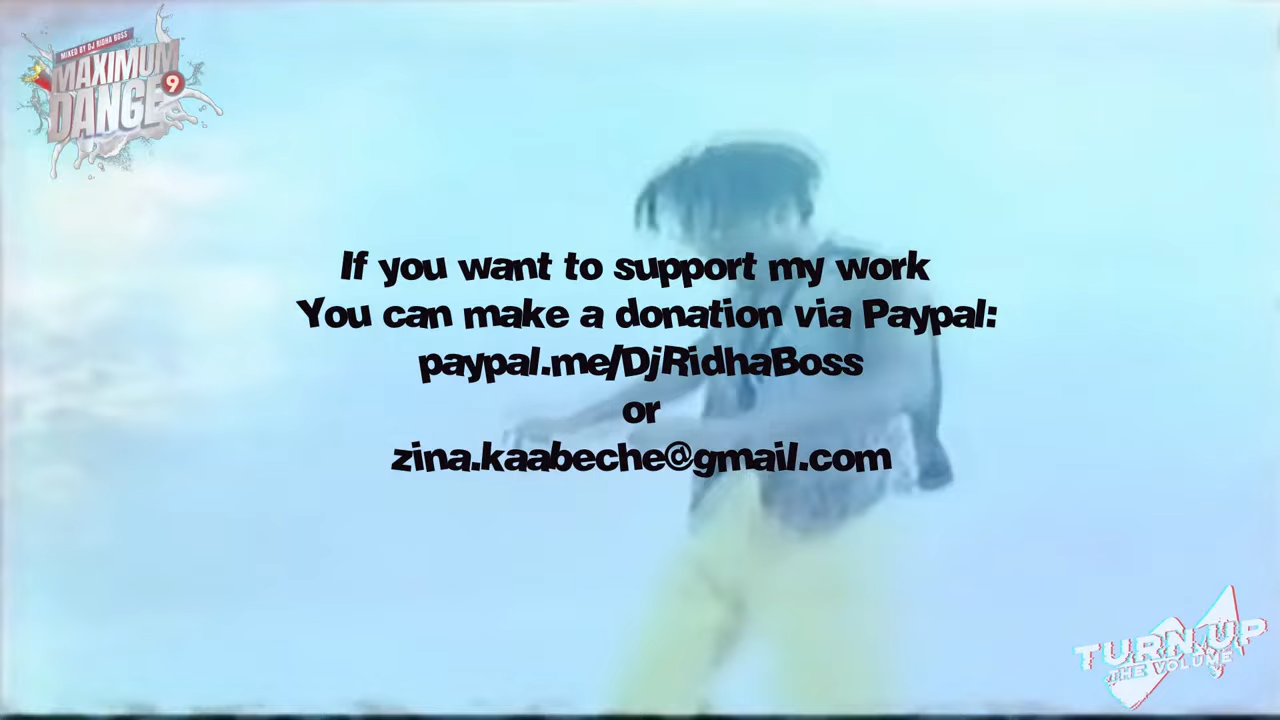 MIXED BY DJ RIDHA BOSS
MAXIMUM
DANCE 9
If you want to support my work
You can make a donation via Paypal:
paypal.me/DjRidhaBoss
or
zina.kaabeche@gmail.com
TURN UP
THE VOLUME